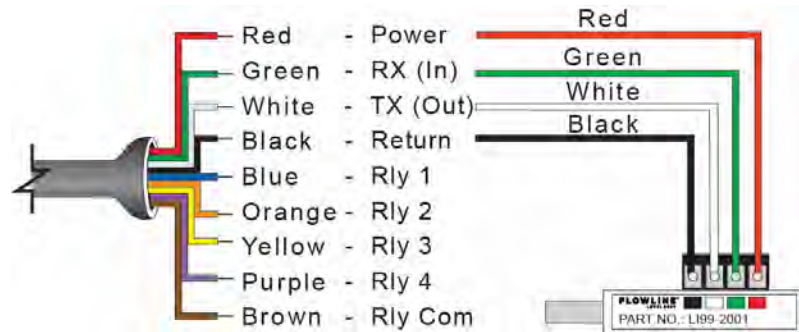 Red - Power
Green - RX (In)
White - TX (Out)
Black - Return
Blue - Rly 1
Orange - Rly 2
Yellow - Rly 3
Purple - Rly 4
Brown - Rly Com
Red
Green
White
Black
FLOWLINE
PART NO.: LI99-2001